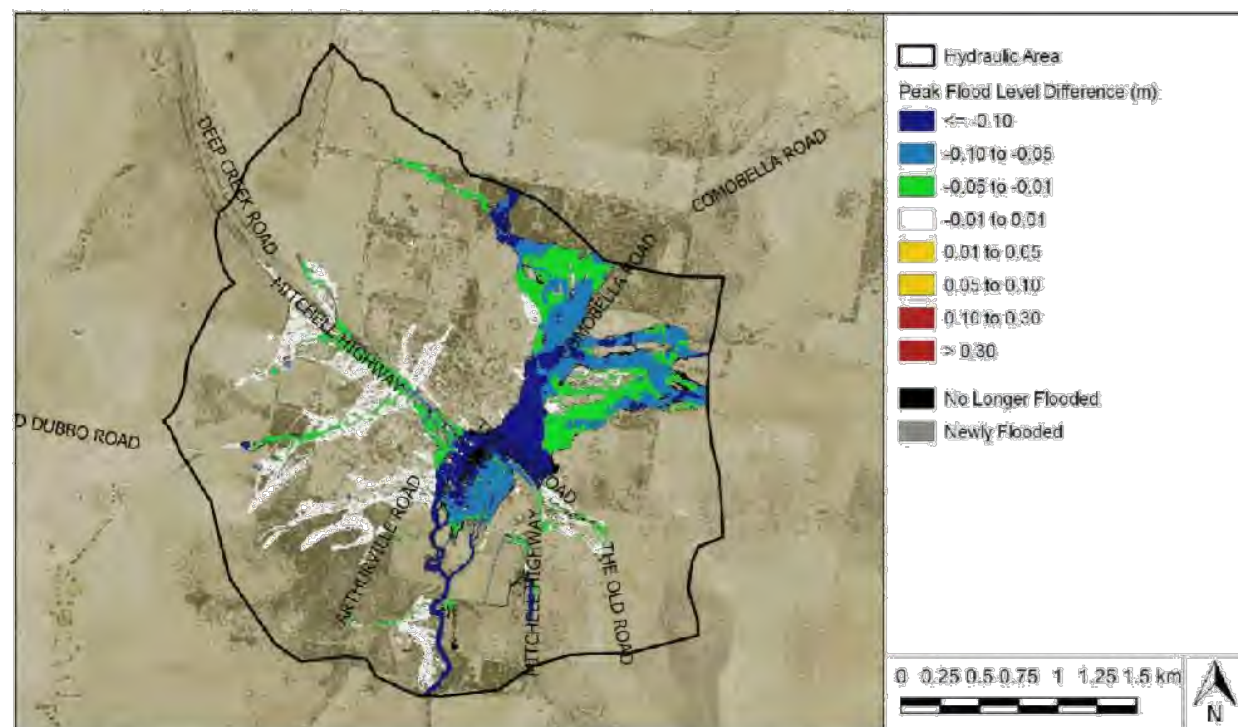 DEEP CREEK ROAD
COMOBELLA ROAD
OMOBELLA ROAD
MITCHELL HIGHWAY
D DUBBO ROAD
ARTHURVILLE ROAD
ROAD
MITCHELL HIGHWAY
THE OLD ROAD
Hydraulic Area
Peak Flood Level Difference (m)
<= -0.10
-0.10 to -0.05
-0.05 to -0.01
-0.01 to 0.01
0.01 to 0.05
0.05 to 0.10
0.10 to 0.30
> 0.30
No Longer Flooded
Newly Flooded
0 0.25 0.5 0.75 1 1.25 1.5 km
N